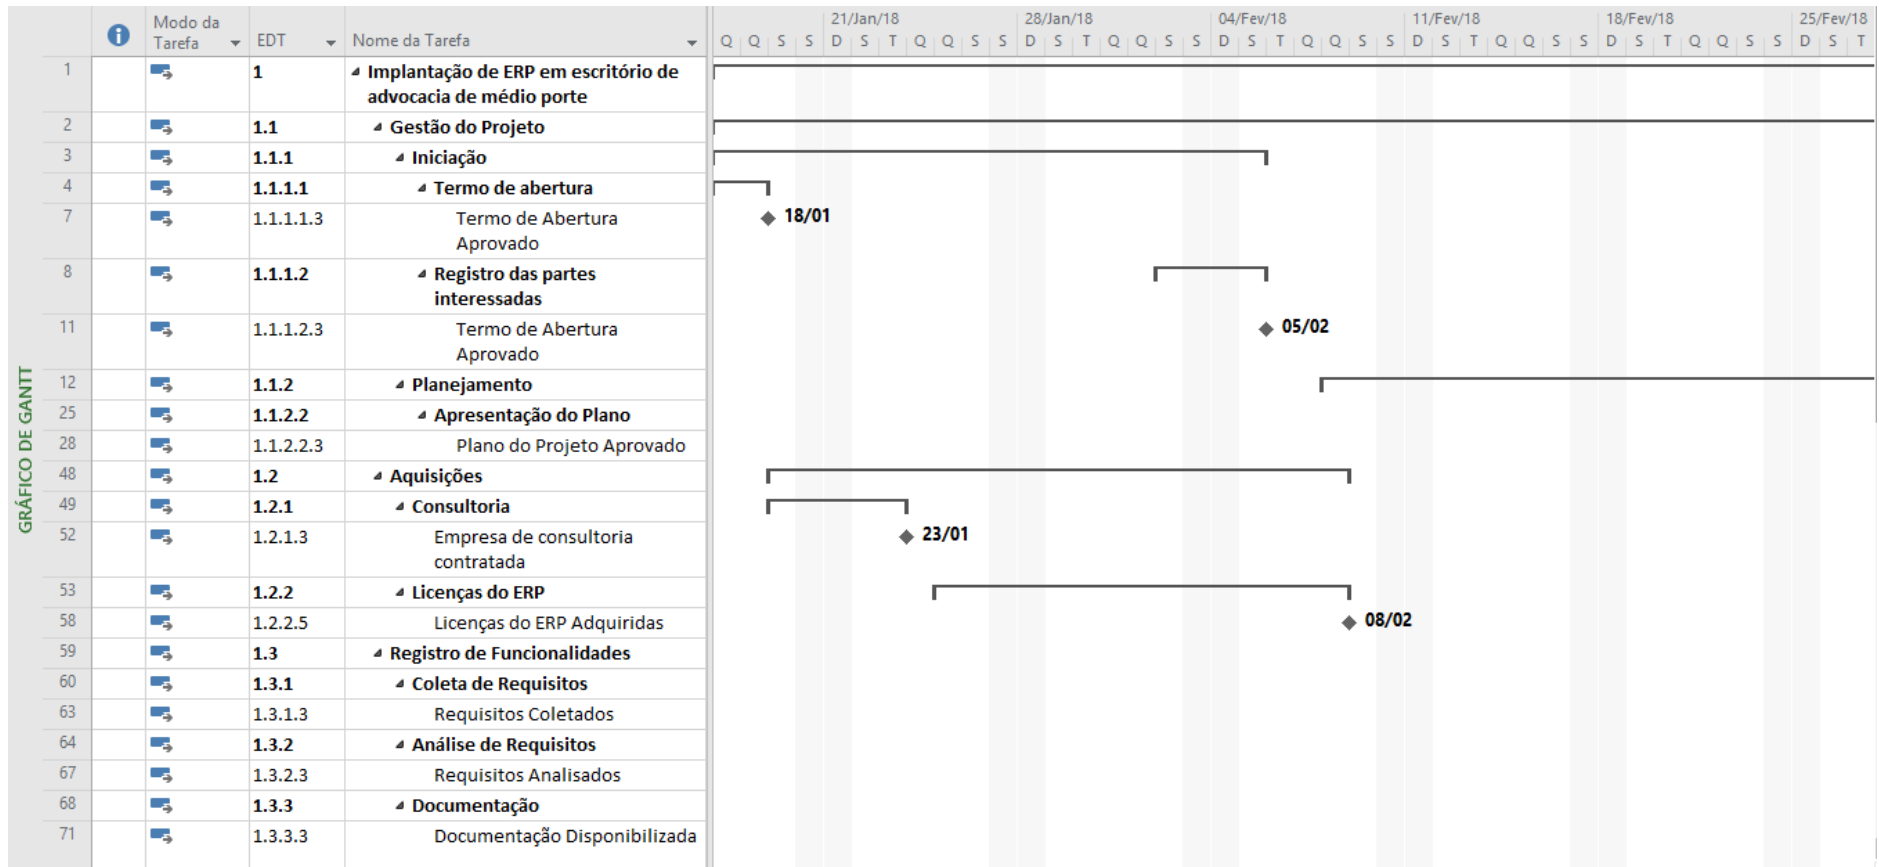 21/Jan/18 28/Jan/18 04/Fev/18 11/Fev/18 18/Fev/18 25/Fev/18
Modo da
Tarefa EDT Nome da Tarefa
Q Q S S D S T Q Q S S D S T Q Q S S D S T Q Q S S D S T Q Q S S D S T Q Q S S D S T
1 1 Implantação de ERP em escritório de
advocacia de médio porte
2 1.1 Gestão do Projeto
3 1.1.1 Iniciação
4 1.1.1.1 Termo de abertura
7 1.1.1.1.3 Termo de Abertura 18/01
Aprovado
8 1.1.1.2 Registro das partes
interessadas
11 1.1.1.2.3 Termo de Abertura 05/02
Aprovado
12 1.1.2 Planejamento
25 1.1.2.2 Apresentação do Plano
28 1.1.2.2.3 Plano do Projeto Aprovado
48 1.2 Aquisições
49 1.2.1 Consultoria
52 1.2.1.3 Empresa de consultoria 23/01
contratada
53 1.2.2 Licenças do ERP
58 1.2.2.5 Licenças do ERP Adquiridas 08/02
59 1.3 Registro de Funcionalidades
60 1.3.1 Coleta de Requisitos
63 1.3.1.3 Requisitos Coletados
64 1.3.2 Análise de Requisitos
67 1.3.2.3 Requisitos Analisados
68 1.3.3 Documentação
71 1.3.3.3 Documentação Disponibilizada
GRÁFICO DE GANTT